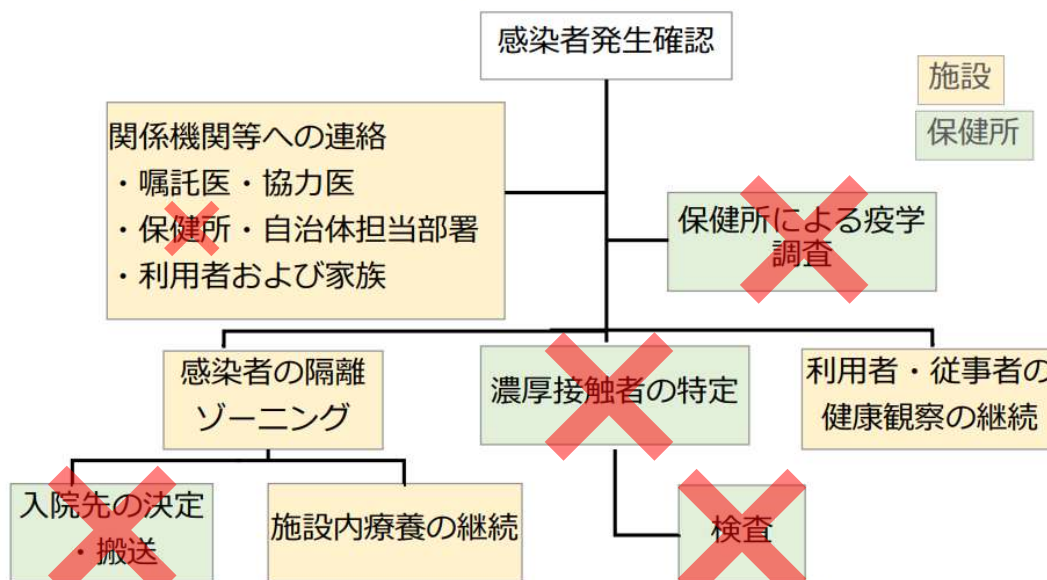 感染者発生確認
施設
保健所
関係機関等への連絡
・嘱託医・協力医
・保健所・自治体担当部署
・利用者および家族
保健所による疫学
調査
感染者の隔離
ゾーニング
濃厚接触者の特定
利用者・従事者の
健康観察の継続
入院先の決定
・搬送
施設内療養の継続
検査